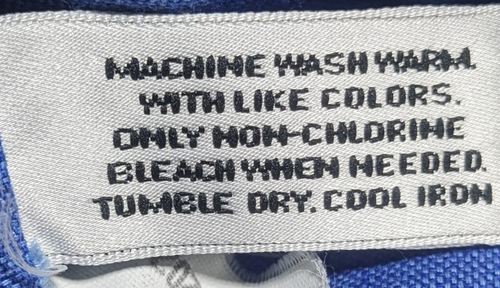 MACHINE WASH WARM.
WITH LIKE COLORS.
ONLY NON-CHLORINE
BLEACH WHEN NEEDED.
TUMBLE DRY. COOL IRON